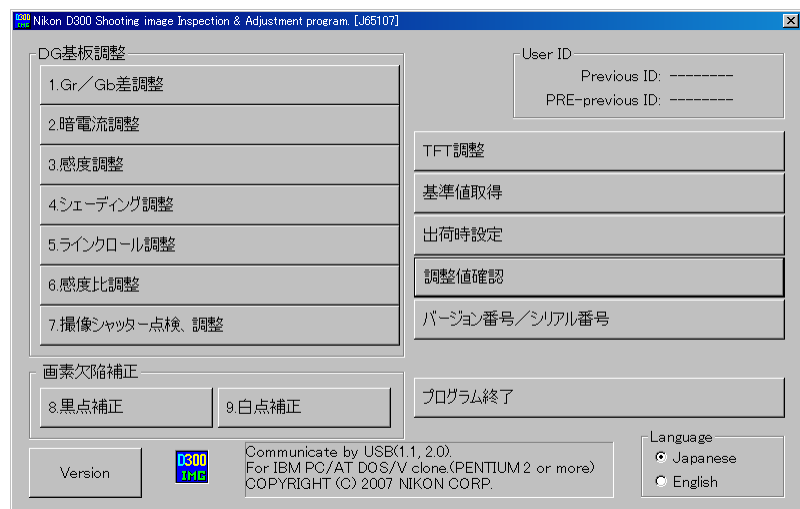 Nikon D300 Shooting image Inspection & Adjustment program. [J65107]
DG基板調整
1.Gr／Gb差調整
2.暗電流調整
3.感度調整
4.シェーディング調整
5.ラインクロール調整
6.感度比調整
7.撮像シャッター点検、調整
画素欠陥補正
8.黒点補正
9.白点補正
Version
D300
IMG
Communicate by USB(1.1, 2.0).
For IBM PC/AT DOS/V clone.(PENTIUM 2 or more)
COPYRIGHT (C) 2007 NIKON CORP.
User ID
Previous ID: --------
PRE-previous ID: --------
TFT調整
基準値取得
出荷時設定
調整値確認
バージョン番号／シリアル番号
プログラム終了
Language
Japanese
English